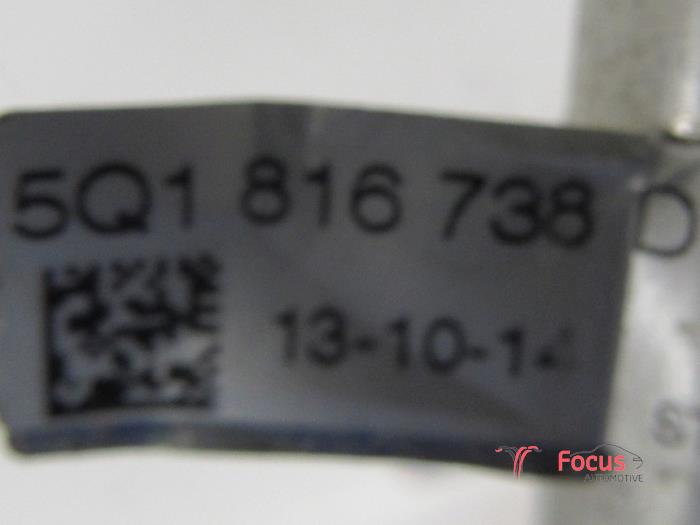 5Q1 816 738 D
13-10-14
Focus
AUTOMOTIVE